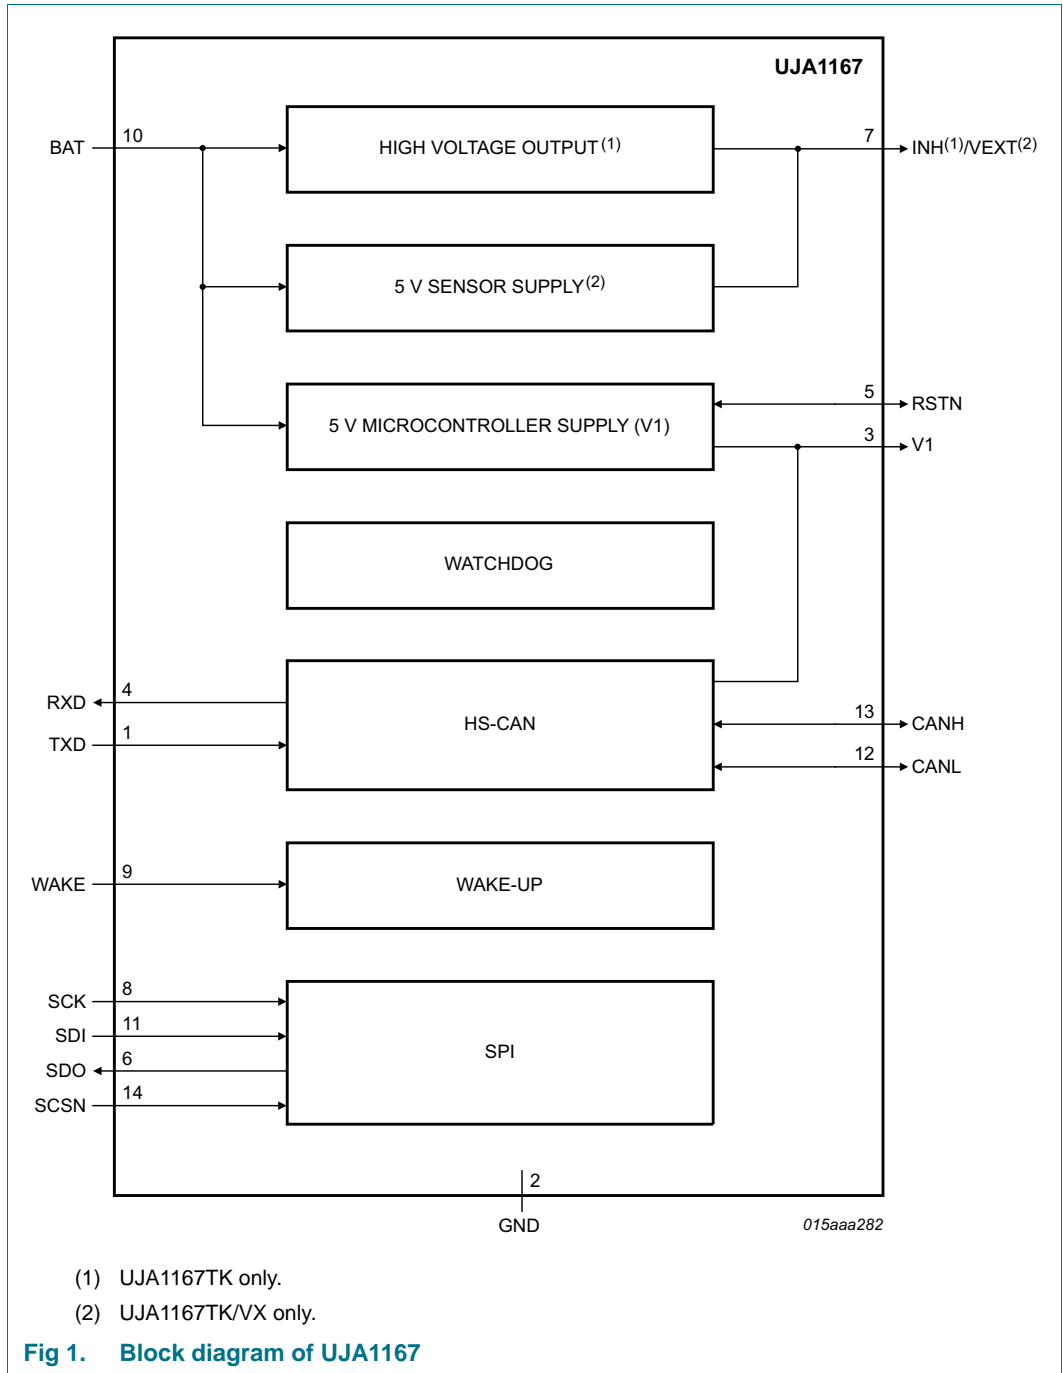 UJA1167
BAT
10
HIGH VOLTAGE OUTPUT(1)
7
INH(1)/VEXT(2)
5 V SENSOR SUPPLY(2)
5 V MICROCONTROLLER SUPPLY (V1)
5
RSTN
3
V1
WATCHDOG
RXD
4
TXD
1
HS-CAN
13
CANH
12
CANL
WAKE
9
WAKE-UP
SCK
8
SDI
11
SDO
6
SCSN
14
SPI
2
GND
015aaa282
(1) UJA1167TK only.
(2) UJA1167TK/VX only.
Fig 1. Block diagram of UJA1167